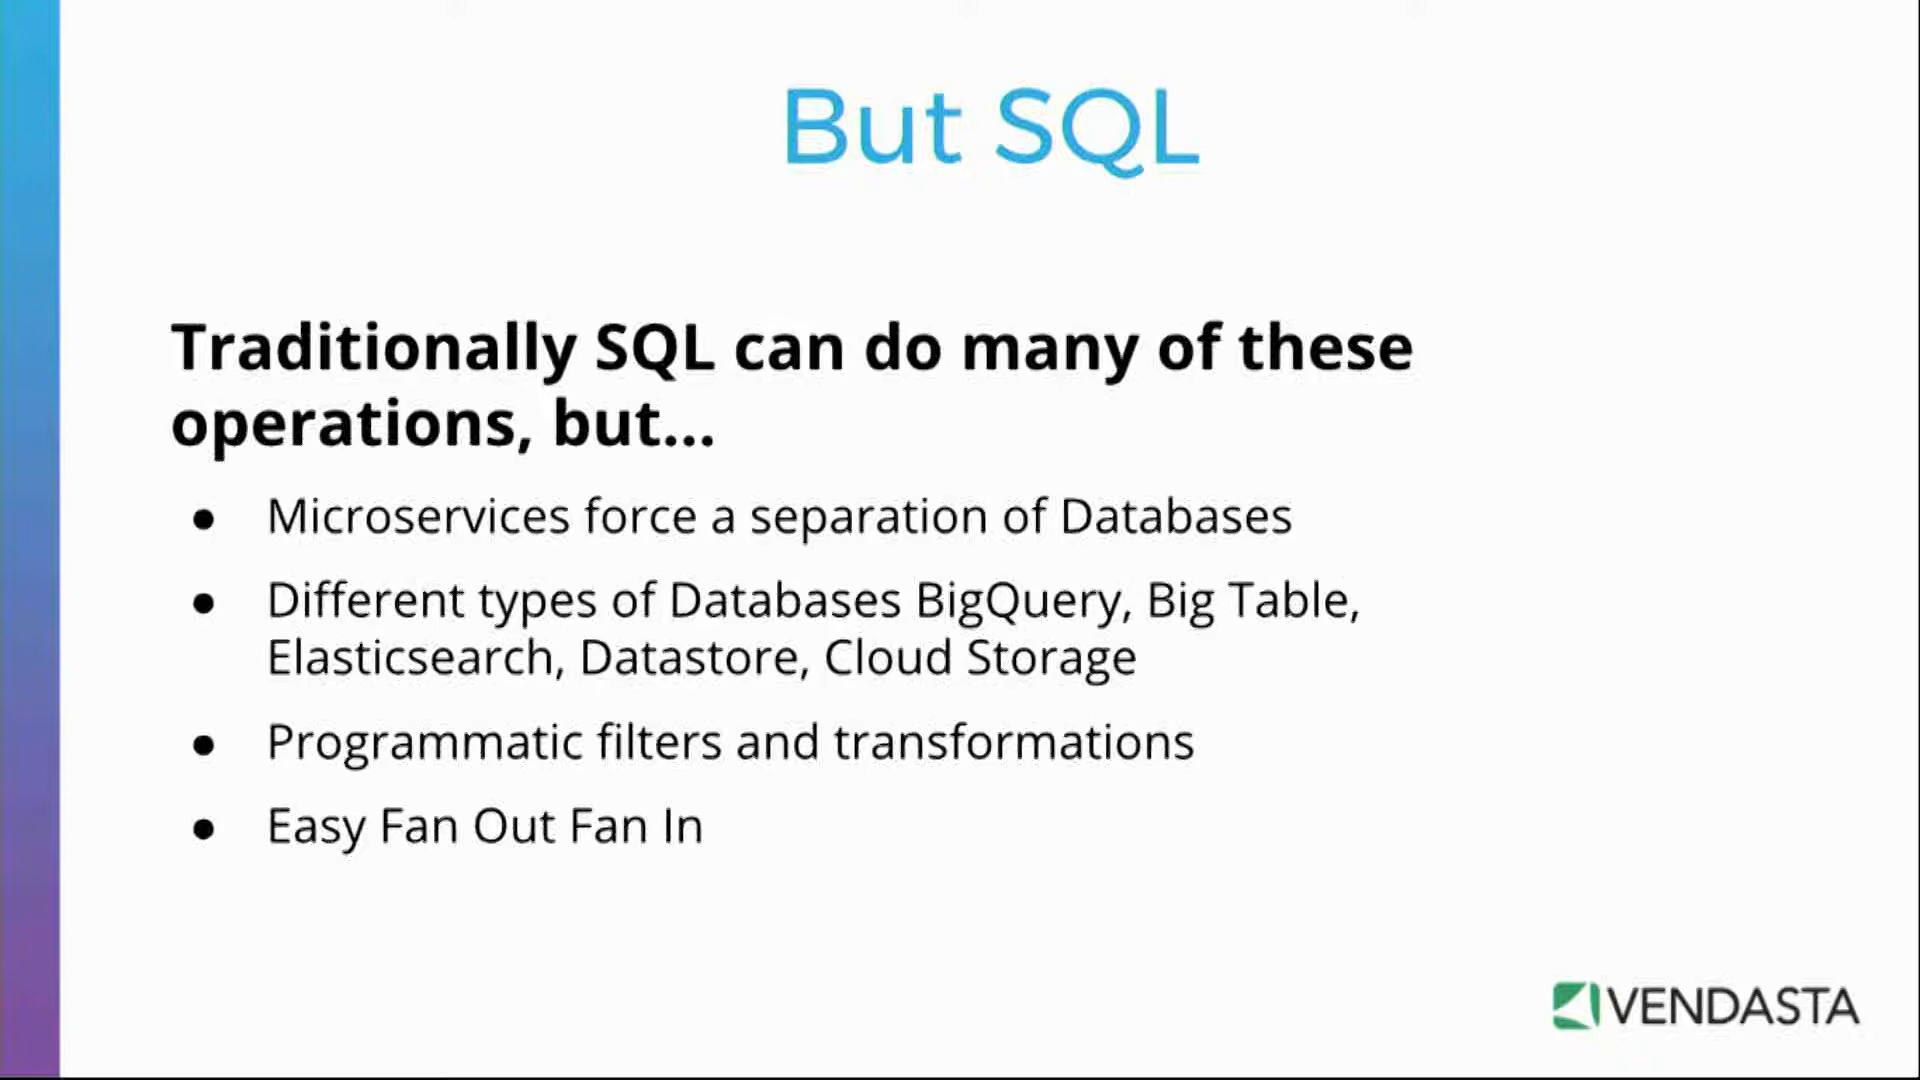 But SQL
Traditionally SQL can do many of these
operations, but...
● Microservices force a separation of Databases
● Different types of Databases BigQuery, Big Table,
Elasticsearch, Datastore, Cloud Storage
● Programmatic filters and transformations
● Easy Fan Out Fan In
VENDASTA